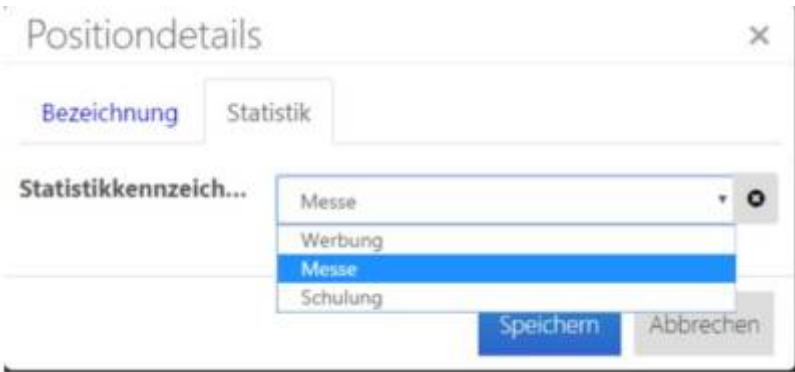 Positiondetails
Bezeichnung Statistik
Statistikkennzeich... Messe
Werbung
Messe
Schulung
Speichern Abbrechen